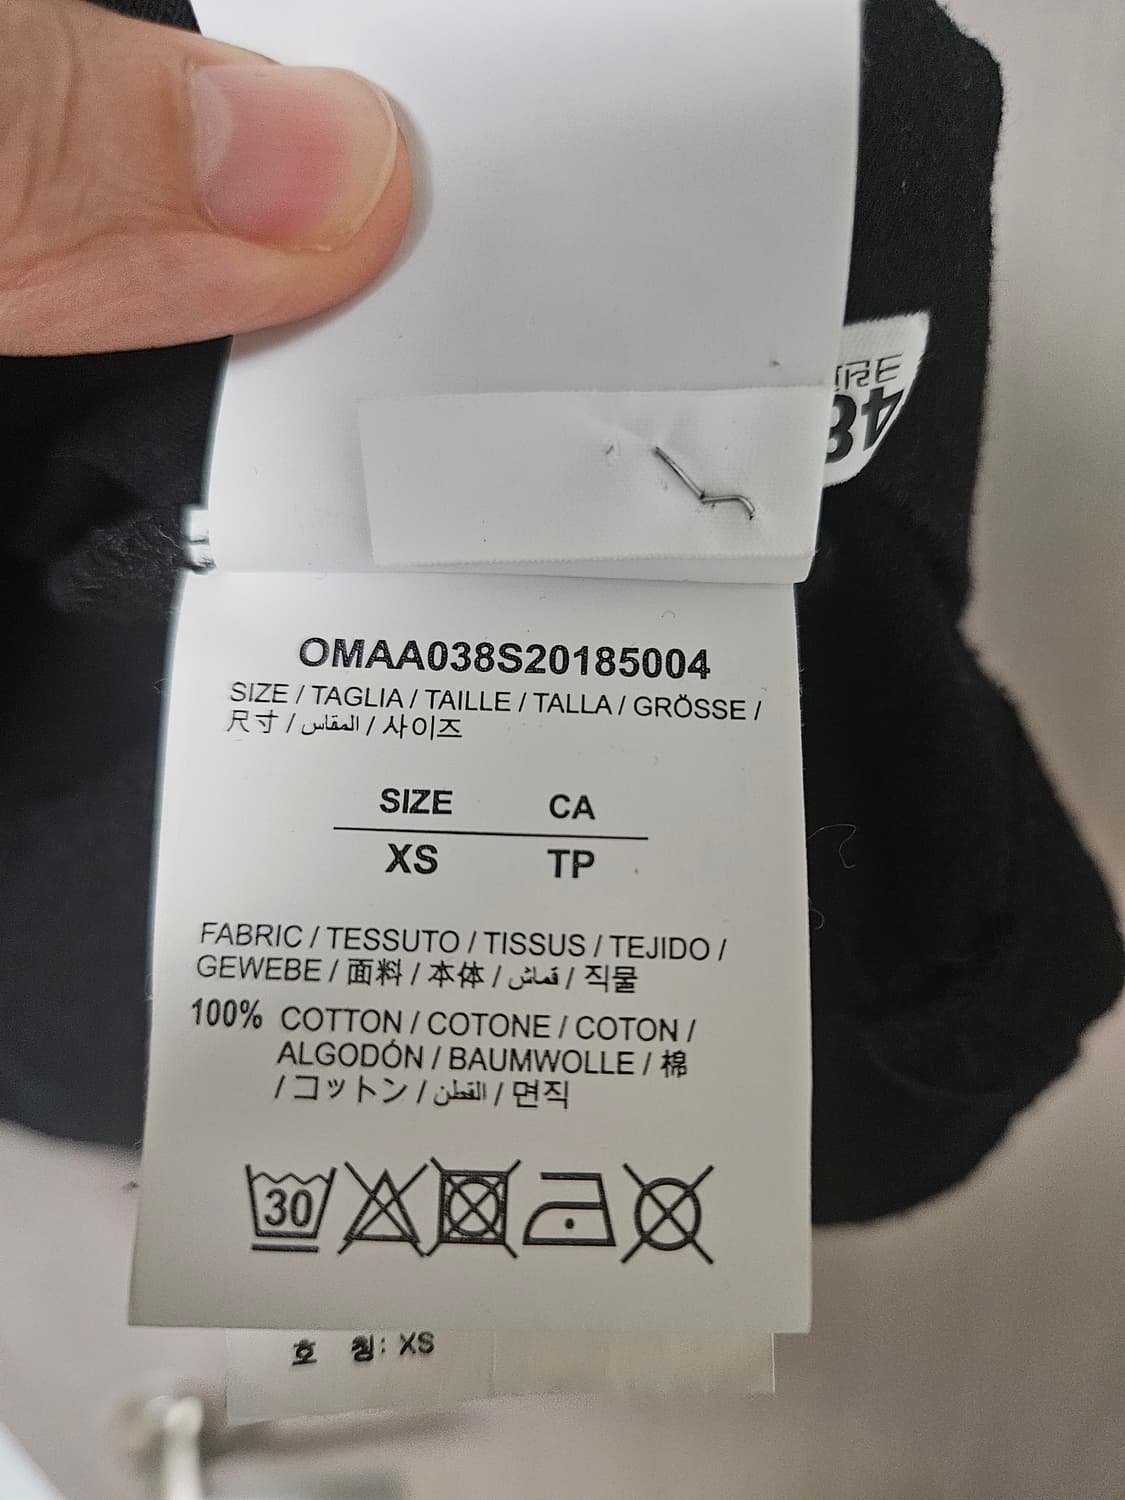 IRE
48
OMAA038S20185004
SIZE / TAGLIA / TAILLE / TALLA / GRÖSSE /
尺寸 / المقاس / 사이즈
SIZE CA
XS TP
FABRIC / TESSUTO / TISSUS / TEJIDO /
GEWEBE / 面料 / 本体 / قماش / 직물
100% COTTON / COTONE / COTON /
ALGODÓN / BAUMWOLLE / 棉
/ コットン / القطن / 면직
30
호 칭: XS